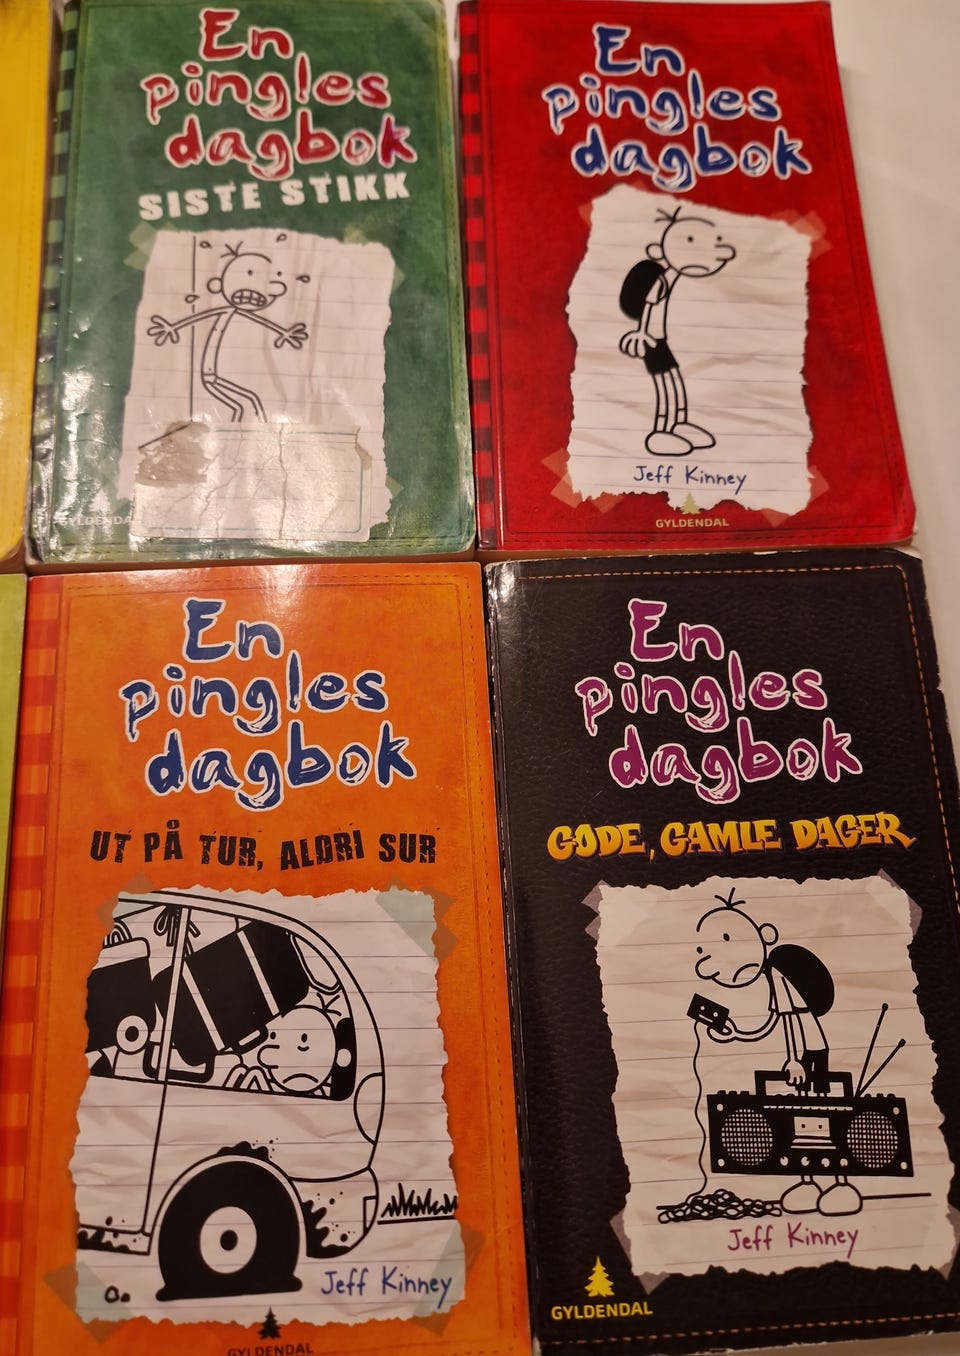 En
pingles
dagbok
SISTE STIKK
GYLDENDAL
En
pingles
dagbok
Jeff Kinney
GYLDENDAL
En
pingles
dagbok
UT PÅ TUR, ALDRI SUR
Jeff Kinney
GYLDENDAL
En
pingles
dagbok
GODE, GAMLE DAGER
Jeff Kinney
GYLDENDAL